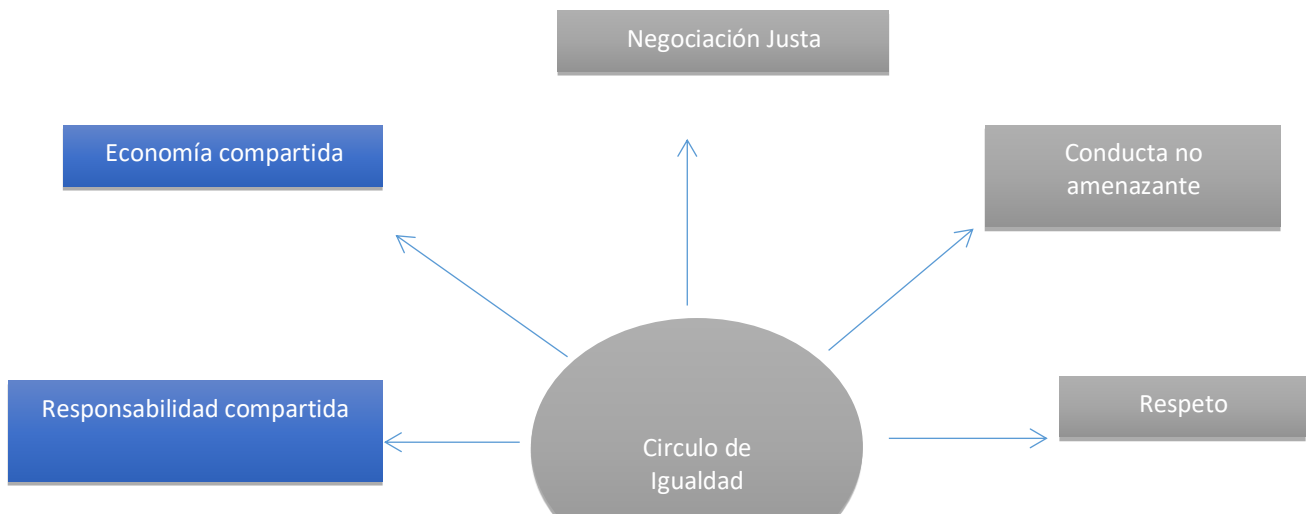 Negociación Justa
Economía compartida
Conducta no
amenazante
Responsabilidad compartida
Respeto
Circulo de
Igualdad